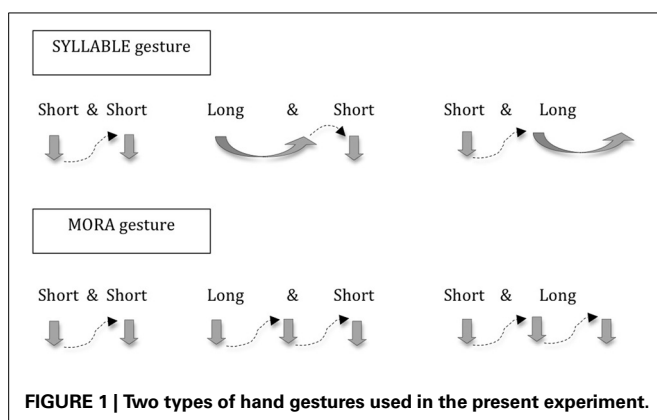 SYLLABLE gesture
Short & Short Long & Short Short & Long
MORA gesture
Short & Short Long & Short Short & Long
FIGURE 1 | Two types of hand gestures used in the present experiment.